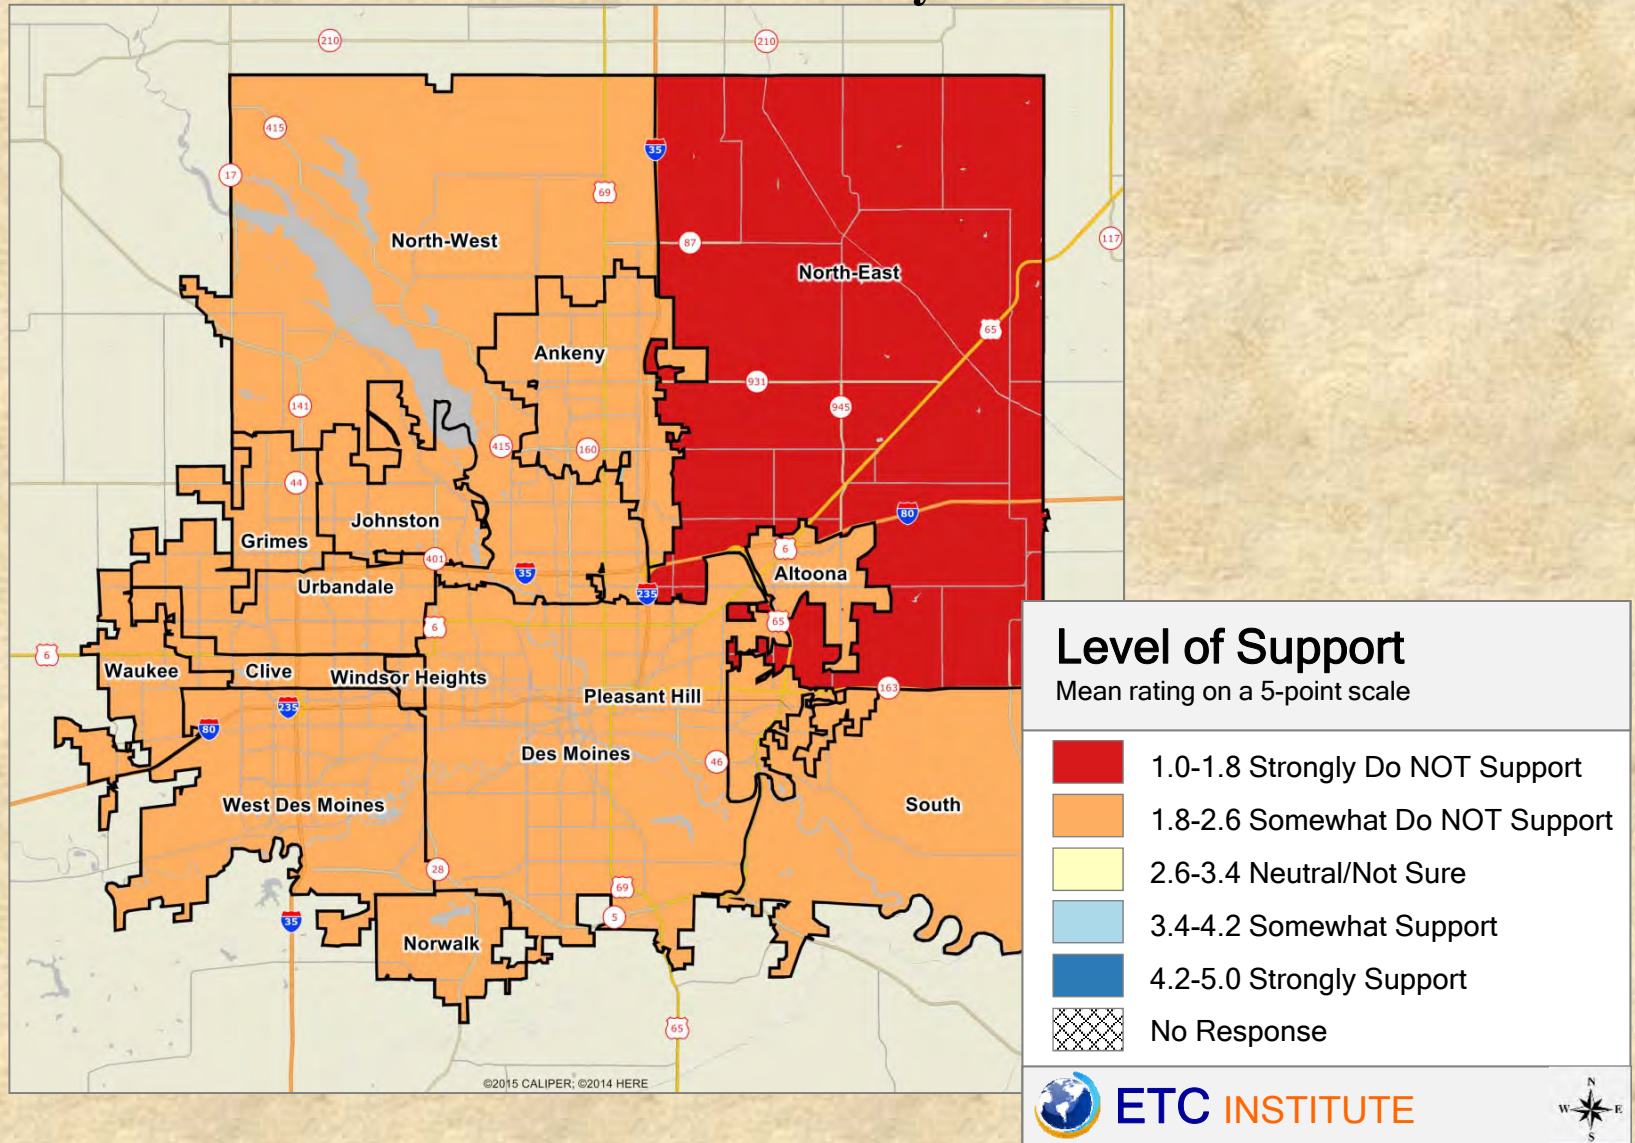 210
210
415
17
35
69
North-West
87
117
North-East
65
Ankeny
931
141
945
415
160
44
80
Johnston
Grimes
6
401
35
Altoona
Urbandale
235
65
6
6
Waukee
Clive
Windsor Heights
163
Pleasant Hill
235
80
Des Moines
46
West Des Moines
South
28
69
35
5
Norwalk
65
©2015 CALIPER; ©2014 HERE
Level of Support
Mean rating on a 5-point scale
1.0-1.8 Strongly Do NOT Support
1.8-2.6 Somewhat Do NOT Support
2.6-3.4 Neutral/Not Sure
3.4-4.2 Somewhat Support
4.2-5.0 Strongly Support
No Response
ETC INSTITUTE
N
W E
S